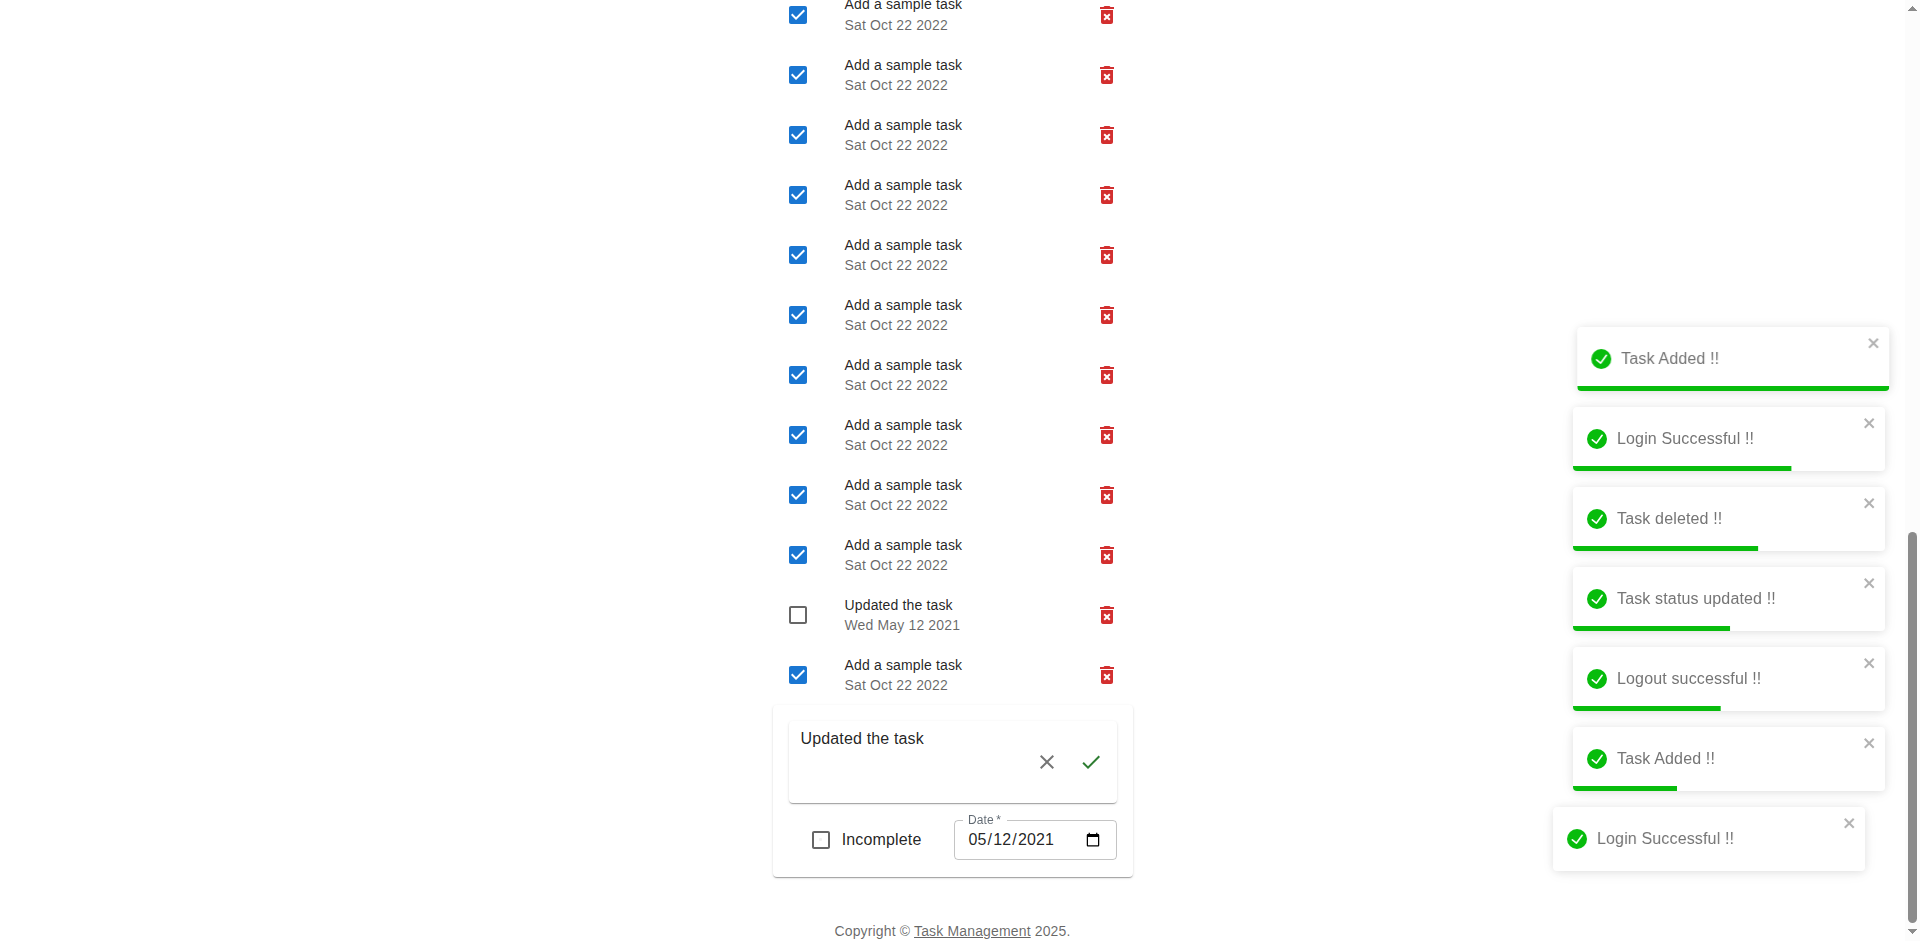 Add a sample task
Sat Oct 22 2022
Add a sample task
Sat Oct 22 2022
Add a sample task
Sat Oct 22 2022
Add a sample task
Sat Oct 22 2022
Add a sample task
Sat Oct 22 2022
Add a sample task
Sat Oct 22 2022
Add a sample task
Sat Oct 22 2022
Add a sample task
Sat Oct 22 2022
Add a sample task
Sat Oct 22 2022
Add a sample task
Sat Oct 22 2022
Updated the task
Wed May 12 2021
Add a sample task
Sat Oct 22 2022
Updated the task
Incomplete
Date *
05/12/2021
Copyright © Task Management 2025.
Task Added !!
Login Successful !!
Task deleted !!
Task status updated !!
Logout successful !!
Task Added !!
Login Successful !!